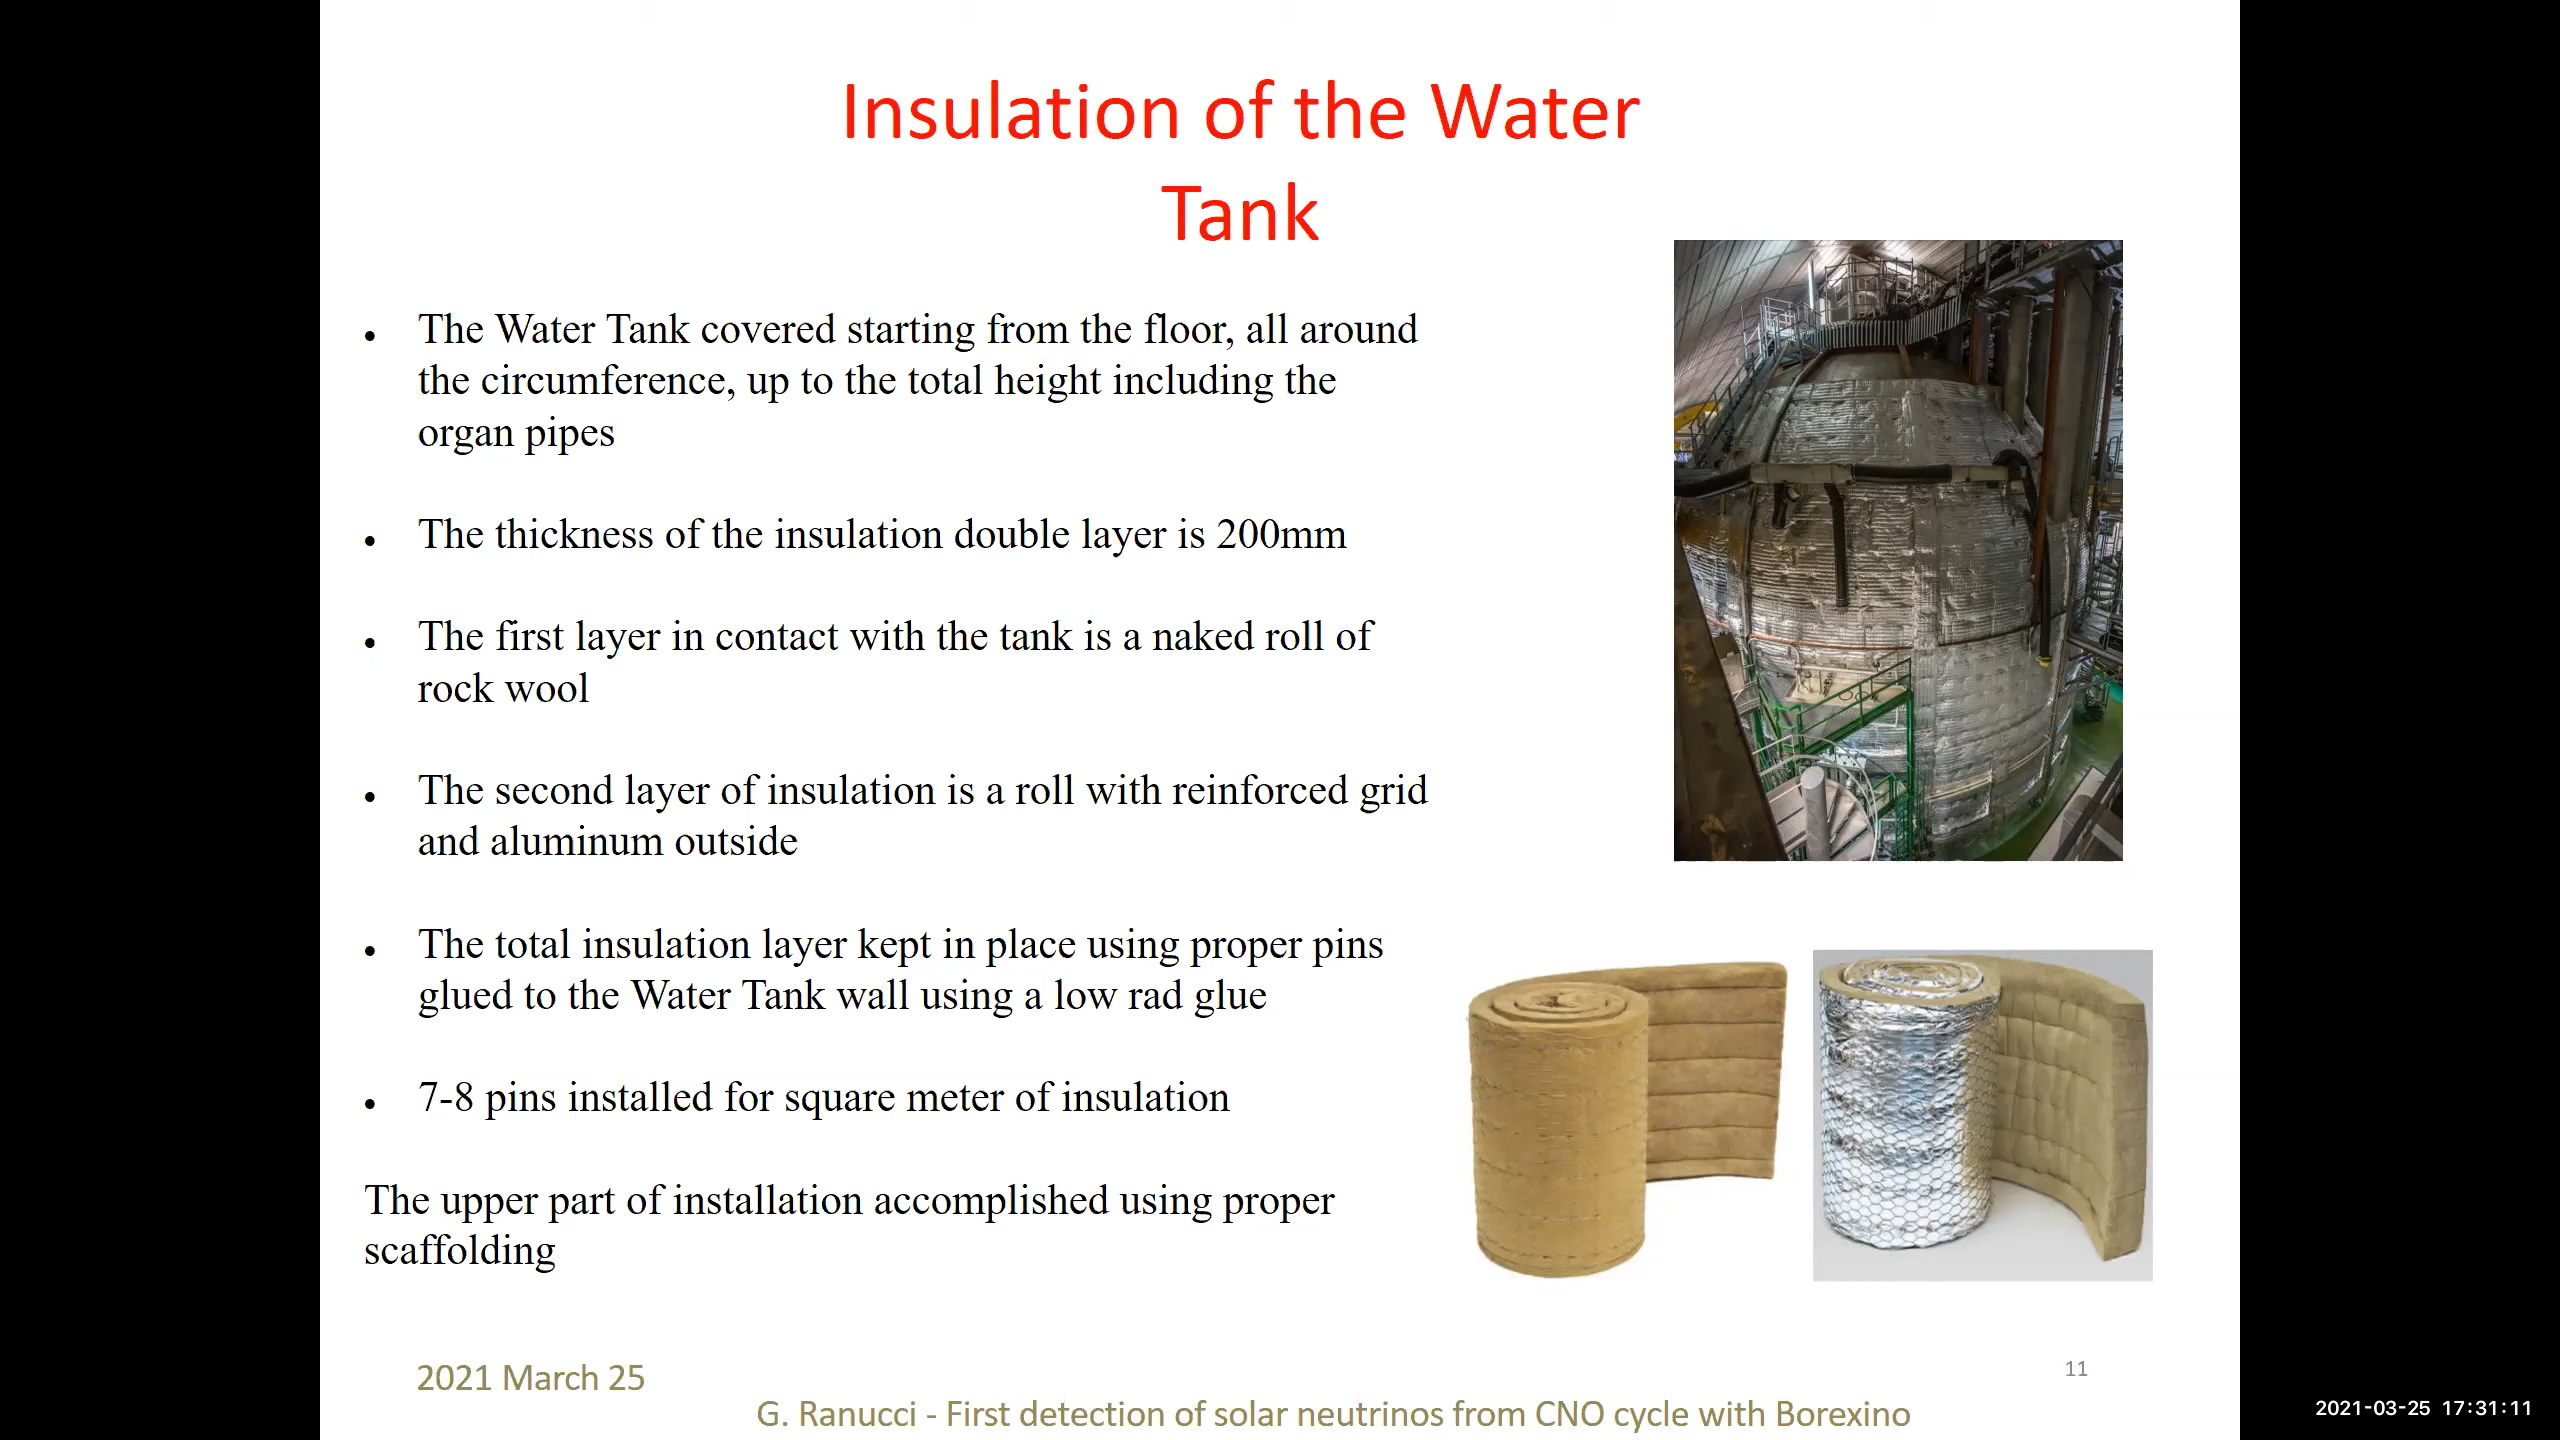 Insulation of the Water
Tank
• The Water Tank covered starting from the floor, all around
the circumference, up to the total height including the
organ pipes
• The thickness of the insulation double layer is 200mm
• The first layer in contact with the tank is a naked roll of
rock wool
• The second layer of insulation is a roll with reinforced grid
and aluminum outside
• The total insulation layer kept in place using proper pins
glued to the Water Tank wall using a low rad glue
• 7-8 pins installed for square meter of insulation
The upper part of installation accomplished using proper
scaffolding
2021 March 25
11
G. Ranucci - First detection of solar neutrinos from CNO cycle with Borexino
2021-03-25 17:31:11